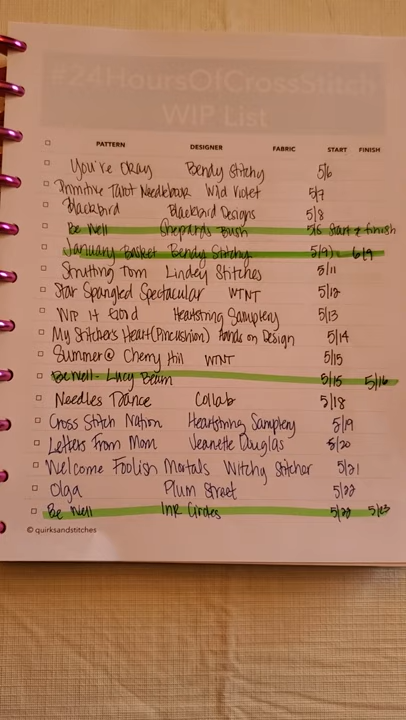 #24HoursOfCrossStitch
WIP List
PATTERN DESIGNER FABRIC START FINISH
You're Okay Bendy Stitchy 5/6
Primitive Tarot Needlebook Wild Violet 5/7
Blackbird Blackbird Designs 5/8
Be Well Shepards Bush 5/5 Start & finish
January Basket Bendy Stitchy 5/9 6/9
Strutting Tom Lindey Stitches 5/11
Star Spangled Spectacular WTNT 5/12
WIP it Good Heartstring Samplery 5/13
My Stitcher's Heart (Pincushion) Hands on Design 5/14
Summer @ Cherry Hill WTNT 5/15
Be Well - Lucy Beam 5/15 5/16
Needles Dance Collab 5/18
Cross Stitch Nation Heartstring Samplery 5/19
Letters From Mom Jeanette Douglas 5/20
Welcome Foolish Mortals Witchy Stitcher 5/21
Olga Plum Street 5/22
Be Well Ink Circles 5/22 5/23
© quirksandstitches